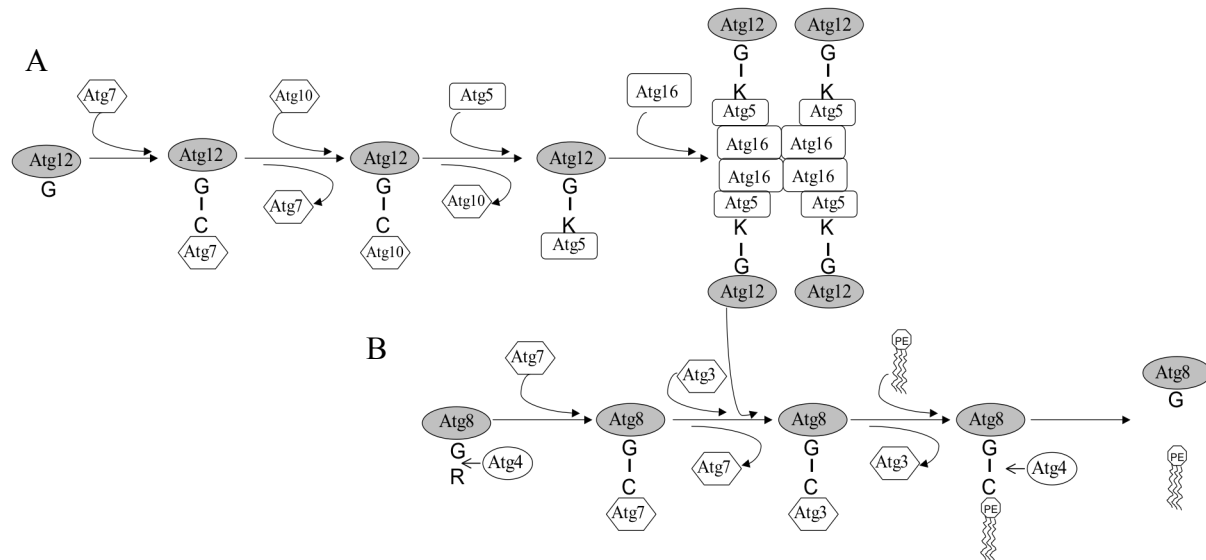 A
Atg12
G
Atg7
Atg12
G
C
Atg7
Atg7
Atg10
Atg12
G
C
Atg10
Atg10
Atg5
Atg12
G
K
Atg5
Atg16
Atg12 Atg12
G G
K K
Atg5 Atg5
Atg16 Atg16
Atg16 Atg16
Atg5 Atg5
K K
G G
Atg12 Atg12
B
Atg8
G
R
Atg4
Atg7
Atg8
G
C
Atg7
Atg7
Atg3
Atg8
G
C
Atg3
Atg3
PE
Atg8
G
C
PE
Atg4
Atg8
G
PE